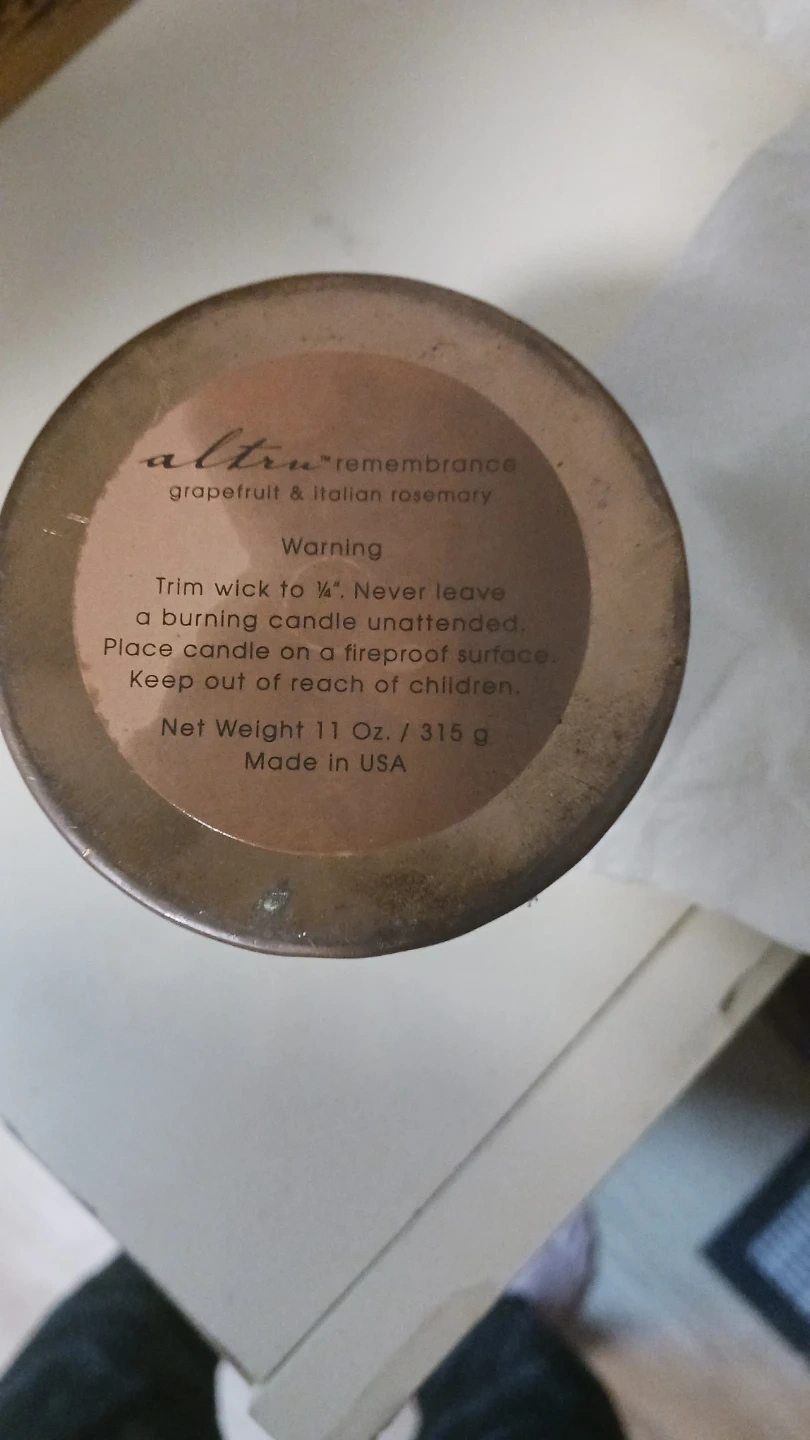 altru™ remembrance
grapefruit & italian rosemary
Warning
Trim wick to ¼". Never leave
a burning candle unattended.
Place candle on a fireproof surface.
Keep out of reach of children.
Net Weight 11 Oz. / 315 g
Made in USA